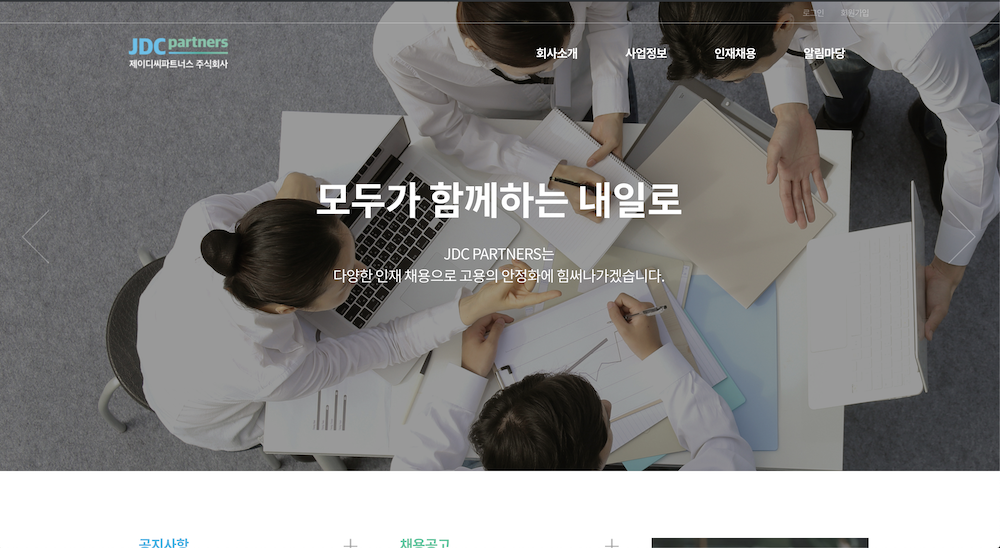 로그인 회원가입
JDC partners
제이디씨파트너스 주식회사
회사소개 사업정보 인재채용 알림마당
모두가 함께하는 내일로
JDC PARTNERS는
다양한 인재 채용으로 고용의 안정화에 힘써나가겠습니다.
공지사항 채용공고